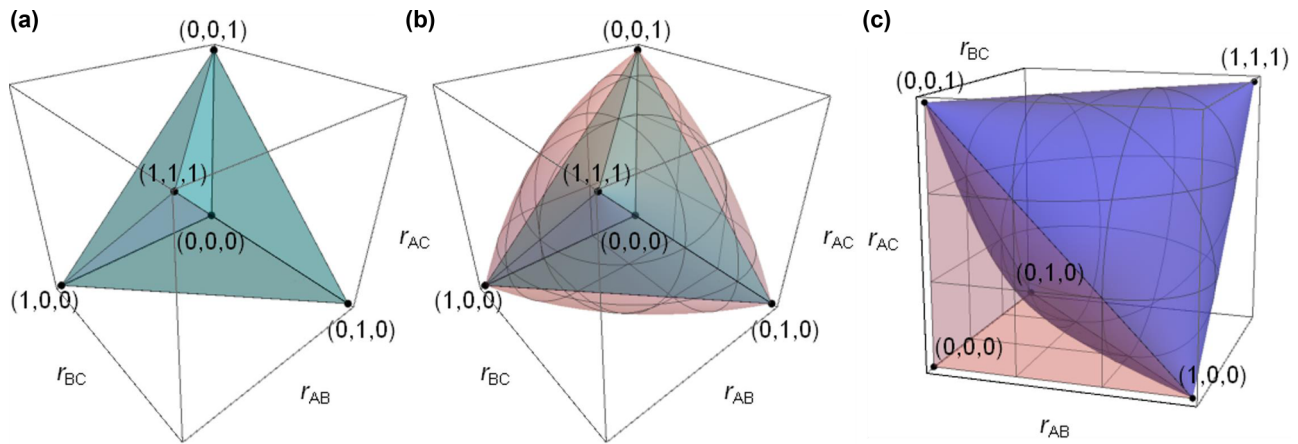 (a)
(0,0,1)
(1,1,1)
(0,0,0)
r_AC
(1,0,0)
(0,1,0)
r_BC
r_AB
(b)
(0,0,1)
(1,1,1)
(0,0,0)
r_AC
(1,0,0)
(0,1,0)
r_BC
r_AB
(c)
r_BC
(1,1,1)
(0,0,1)
r_AC
(0,1,0)
(0,0,0)
(1,0,0)
r_AB